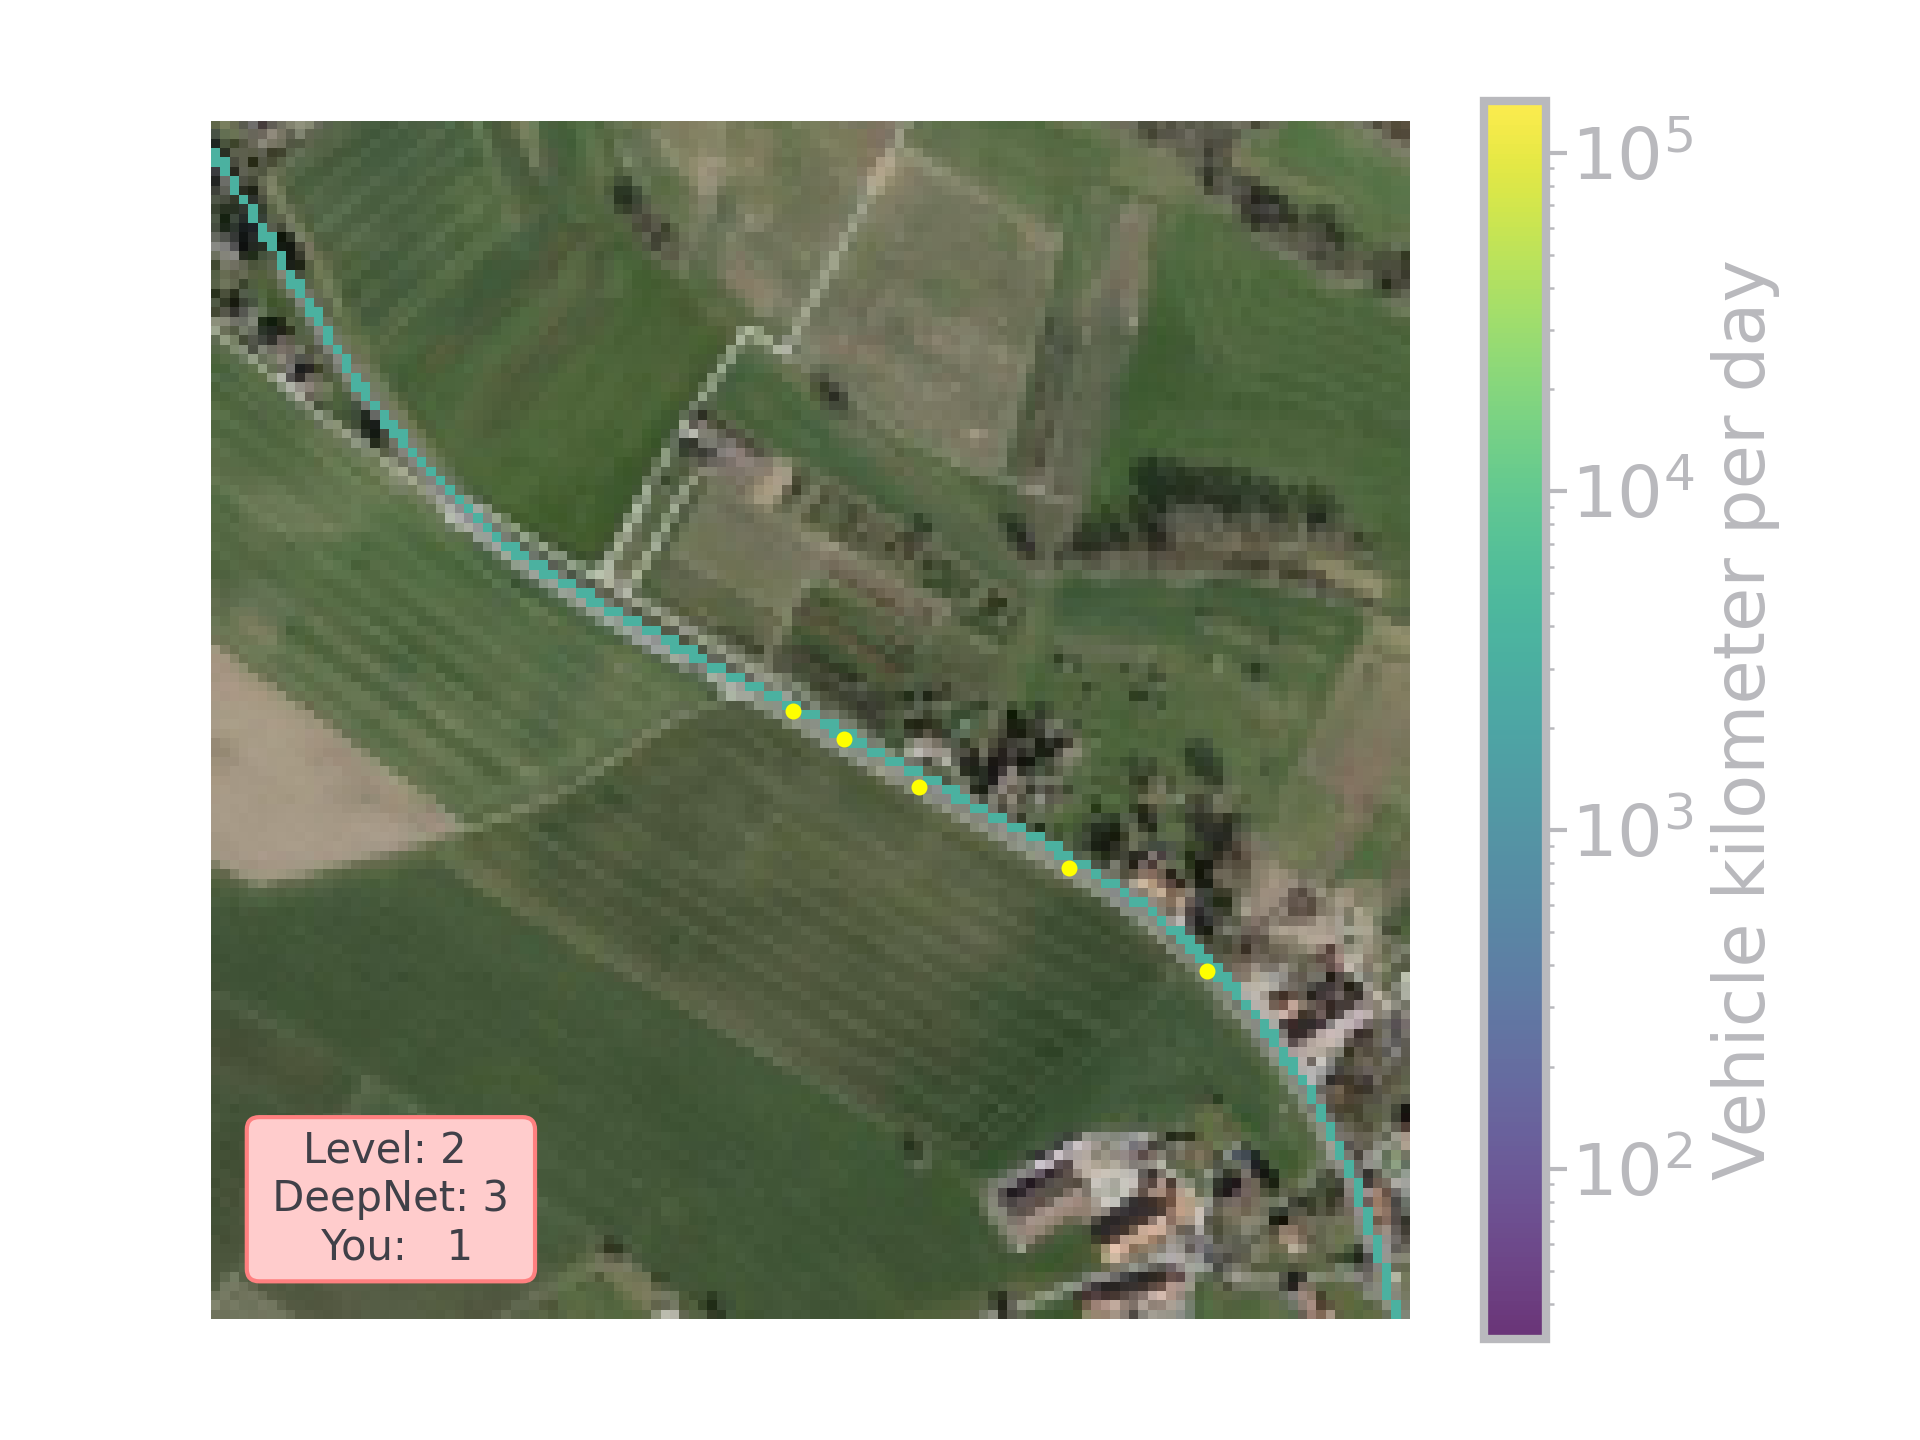 10⁵
10⁴
10³
10²
Vehicle kilometer per day
Level: 2
DeepNet: 3
You: 1